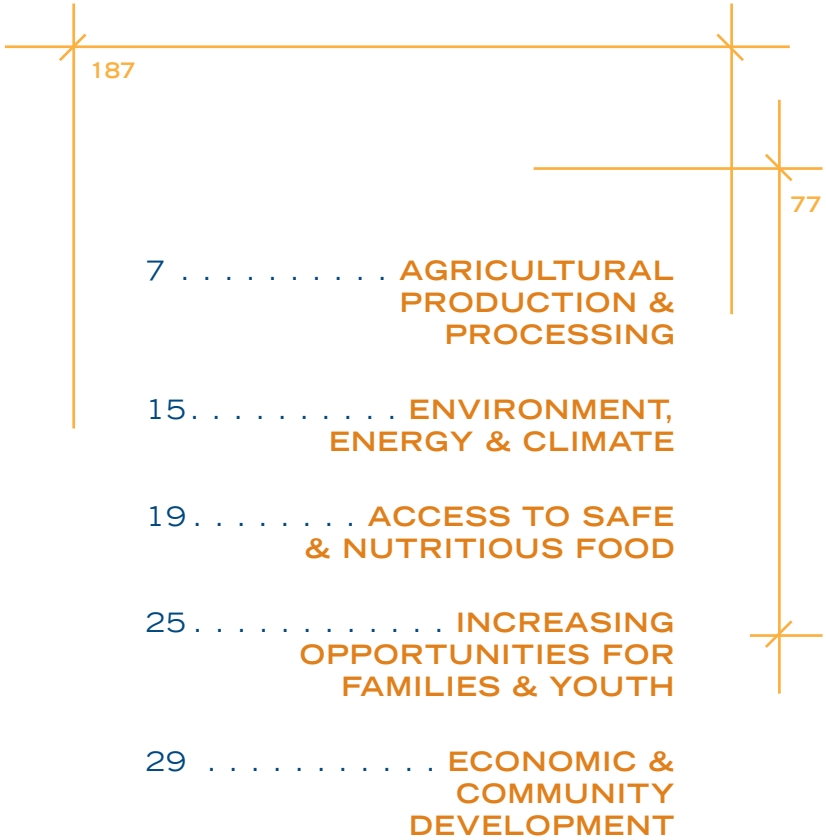 187
77
7 . . . . . . . . . . AGRICULTURAL
PRODUCTION &
PROCESSING
15. . . . . . . . . . ENVIRONMENT,
ENERGY & CLIMATE
19. . . . . . . . ACCESS TO SAFE
& NUTRITIOUS FOOD
25. . . . . . . . . . . . INCREASING
OPPORTUNITIES FOR
FAMILIES & YOUTH
29 . . . . . . . . . . . ECONOMIC &
COMMUNITY
DEVELOPMENT